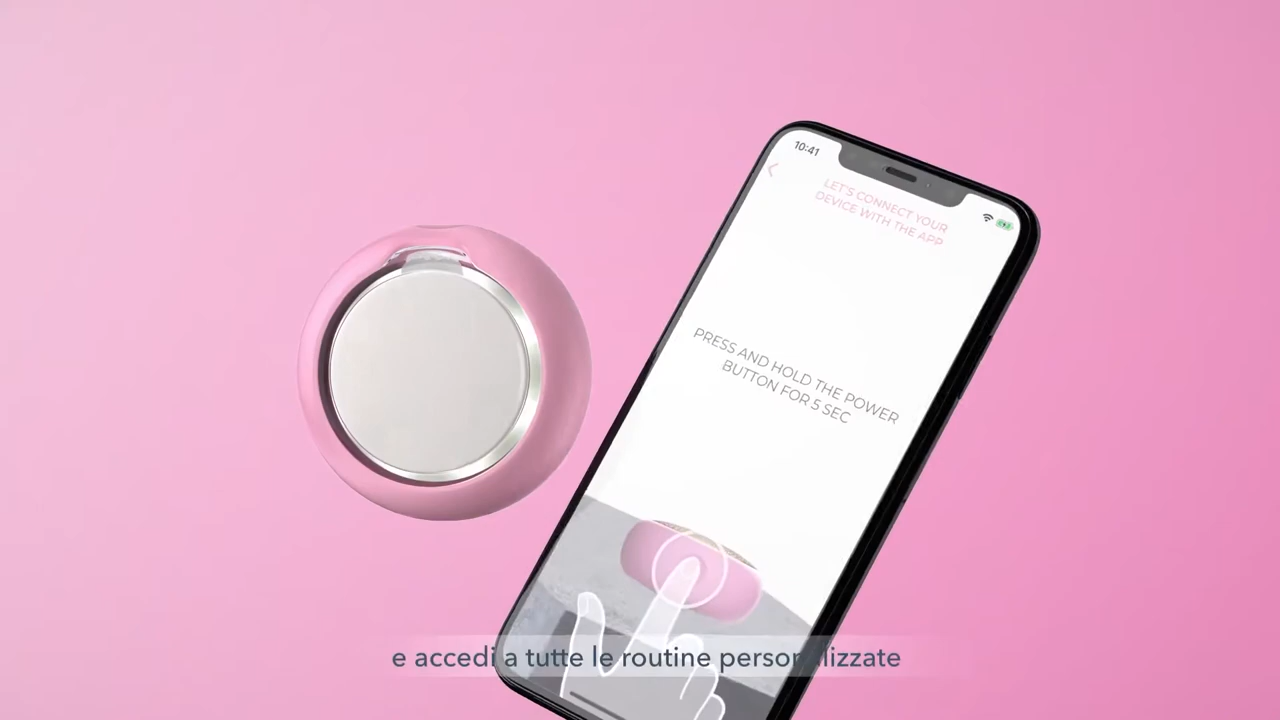 10:41
LET'S CONNECT YOUR
DEVICE WITH THE APP
PRESS AND HOLD THE POWER
BUTTON FOR 5 SEC
e accedi a tutte le routine personalizzate